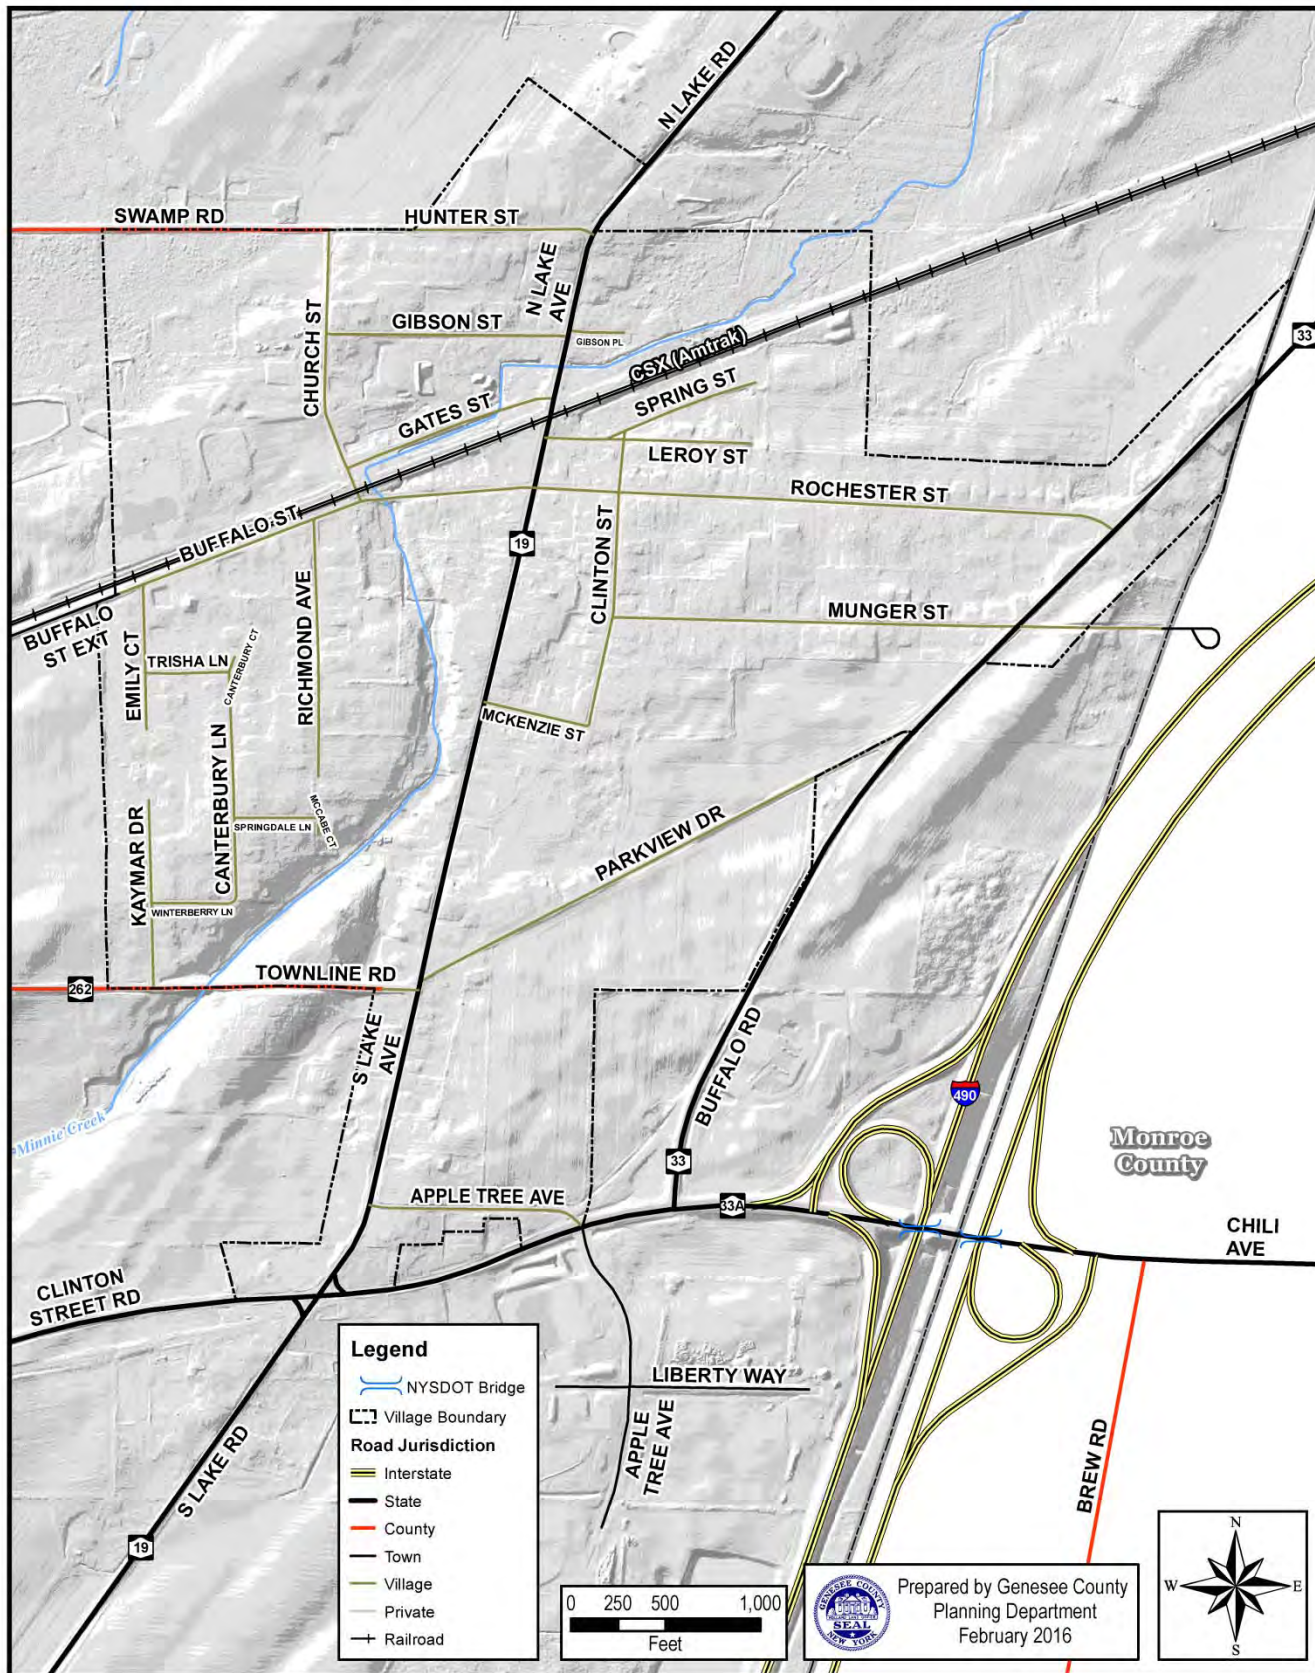 N LAKE RD
SWAMP RD
HUNTER ST
N LAKE
AVE
CHURCH ST
GIBSON ST
GIBSON PL
33
CSX (Amtrak)
SPRING ST
GATES ST
LEROY ST
ROCHESTER ST
BUFFALO ST
19
CLINTON ST
MUNGER ST
BUFFALO
ST EXT
EMILY CT
TRISHA LN
CANTERBURY CT
RICHMOND AVE
MCKENZIE ST
CANTERBURY LN
KAYMAR DR
SPRINGDALE LN
MCCABE CT
PARKVIEW DR
WINTERBERRY LN
262
TOWNLINE RD
S LAKE
AVE
BUFFALO RD
490
Minnie Creek
Monroe
County
33
APPLE TREE AVE
33A
CHILI
AVE
CLINTON
STREET RD
LIBERTY WAY
APPLE
TREE AVE
S LAKE RD
19
BREW RD
Legend
NYSDOT Bridge
Village Boundary
Road Jurisdiction
Interstate
State
County
Town
Village
Private
Railroad
0 250 500 1,000
Feet
GENESEE COUNTY
SEAL
NEW YORK
Prepared by Genesee County
Planning Department
February 2016
N
W E
S